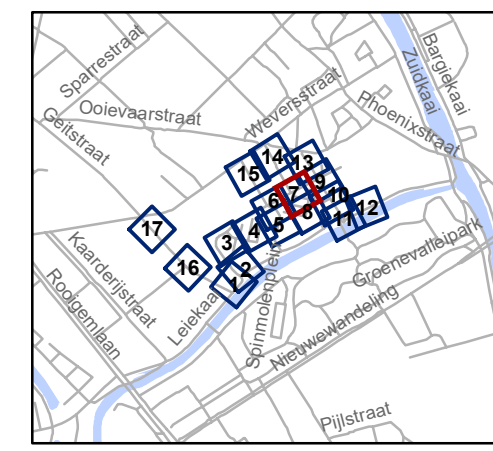 Sparrestraat
Bargiekaai
Zuidkaai
Weversstraat
Phoenixstraat
Ooievaarstraat
Geitstraat
14
13
15
9
7
10
6
8
12
11
5
4
3
17
16
2
1
Kaarderijstraat
Rooigemlaan
Leiekaai
Spinmolenplein
Groenevalleipark
Nieuwewandeling
Pijlstraat